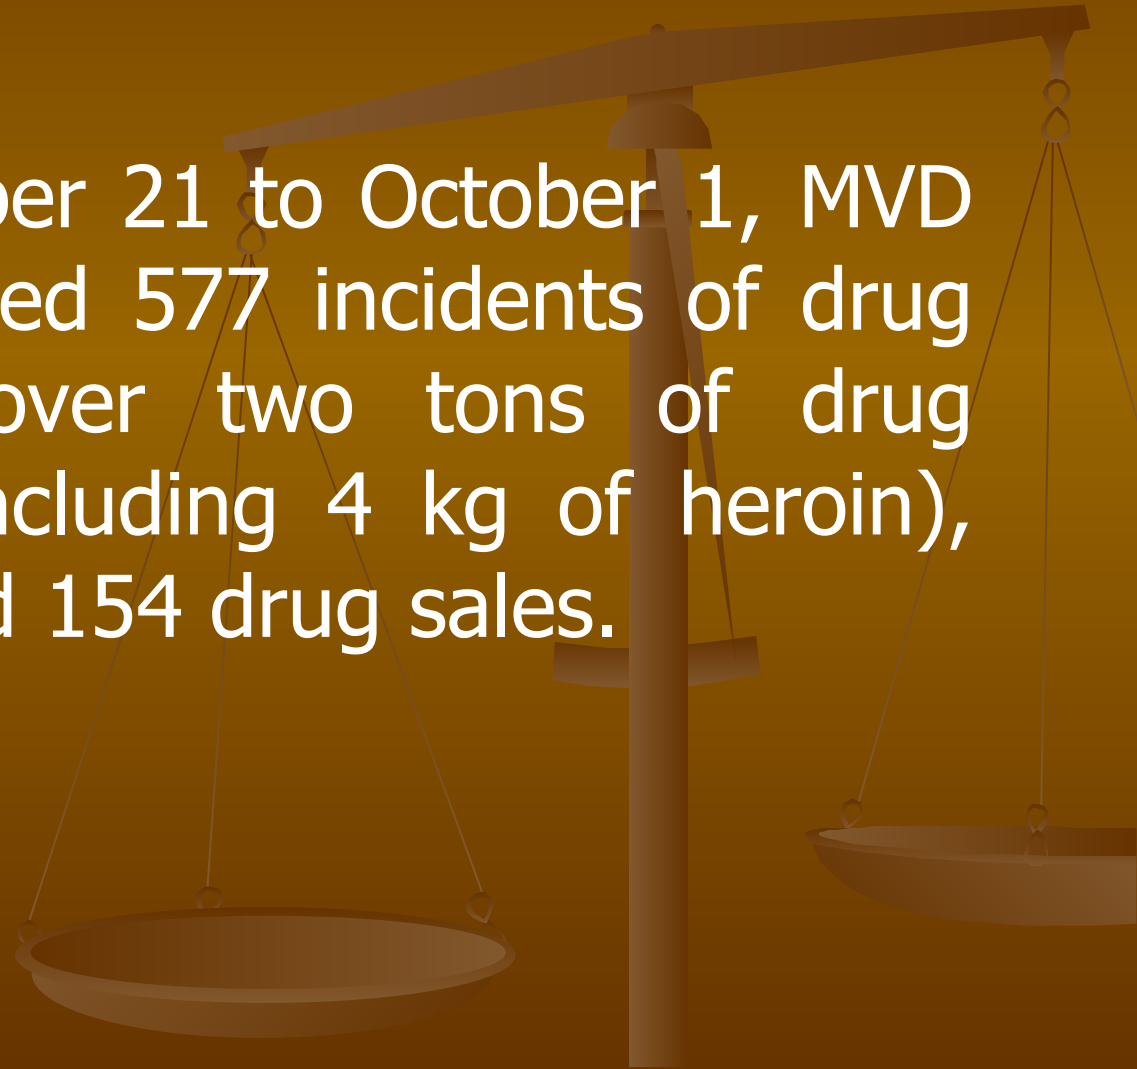 ber 21 to October 1, MVD
ed 577 incidents of drug
over two tons of drug
ncluding 4 kg of heroin),
d 154 drug sales.